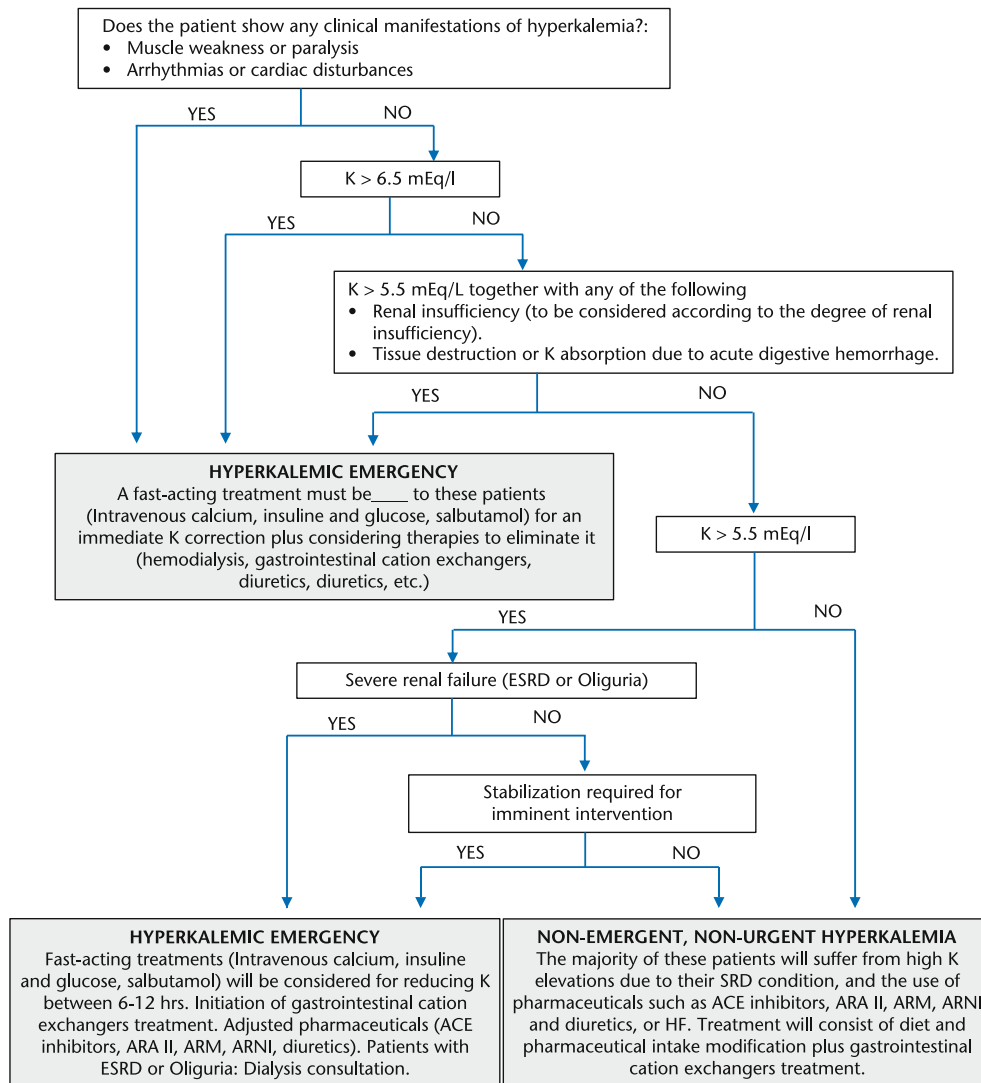 Does the patient show any clinical manifestations of hyperkalemia?:
• Muscle weakness or paralysis
• Arrhythmias or cardiac disturbances
YES
NO
K > 6.5 mEq/l
YES
NO
K > 5.5 mEq/L together with any of the following
• Renal insufficiency (to be considered according to the degree of renal
insufficiency).
• Tissue destruction or K absorption due to acute digestive hemorrhage.
YES
NO
HYPERKALEMIC EMERGENCY
A fast-acting treatment must be____ to these patients
(Intravenous calcium, insuline and glucose, salbutamol) for an
immediate K correction plus considering therapies to eliminate it
(hemodialysis, gastrointestinal cation exchangers,
diuretics, diuretics, etc.)
K > 5.5 mEq/l
YES
NO
Severe renal failure (ESRD or Oliguria)
YES
NO
Stabilization required for
imminent intervention
YES
NO
HYPERKALEMIC EMERGENCY
Fast-acting treatments (Intravenous calcium, insuline
and glucose, salbutamol) will be considered for reducing K
between 6-12 hrs. Initiation of gastrointestinal cation
exchangers treatment. Adjusted pharmaceuticals (ACE
inhibitors, ARA II, ARM, ARNI, diuretics). Patients with
ESRD or Oliguria: Dialysis consultation.
NON-EMERGENT, NON-URGENT HYPERKALEMIA
The majority of these patients will suffer from high K
elevations due to their SRD condition, and the use of
pharmaceuticals such as ACE inhibitors, ARA II, ARM, ARNI
and diuretics, or HF. Treatment will consist of diet and
pharmaceutical intake modification plus gastrointestinal
cation exchangers treatment.